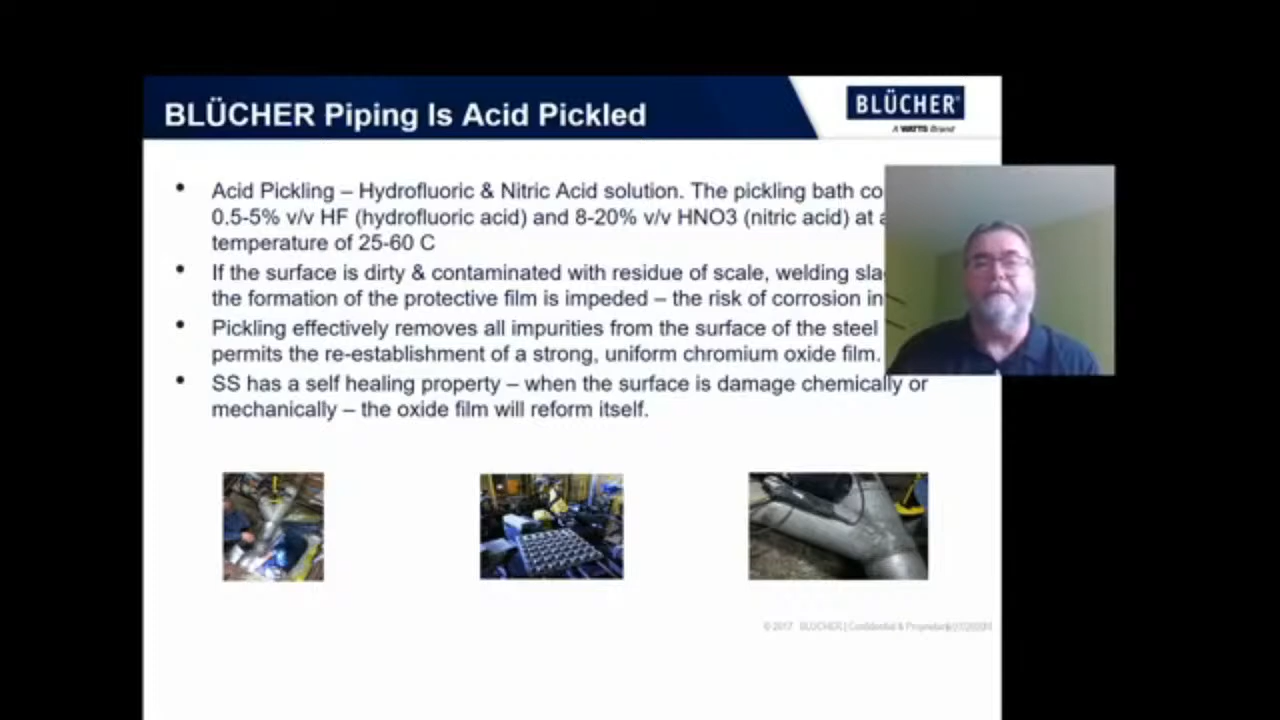 BLÜCHER Piping Is Acid Pickled
BLÜCHER®
A WATTS Brand
• Acid Pickling – Hydrofluoric & Nitric Acid solution. The pickling bath co
0.5-5% v/v HF (hydrofluoric acid) and 8-20% v/v HNO3 (nitric acid) at a
temperature of 25-60 C
• If the surface is dirty & contaminated with residue of scale, welding sla
the formation of the protective film is impeded – the risk of corrosion in
• Pickling effectively removes all impurities from the surface of the steel
permits the re-establishment of a strong, uniform chromium oxide film.
• SS has a self healing property – when the surface is damage chemically or
mechanically – the oxide film will reform itself.
© 2017 BLÜCHER | Confidential & Proprietary